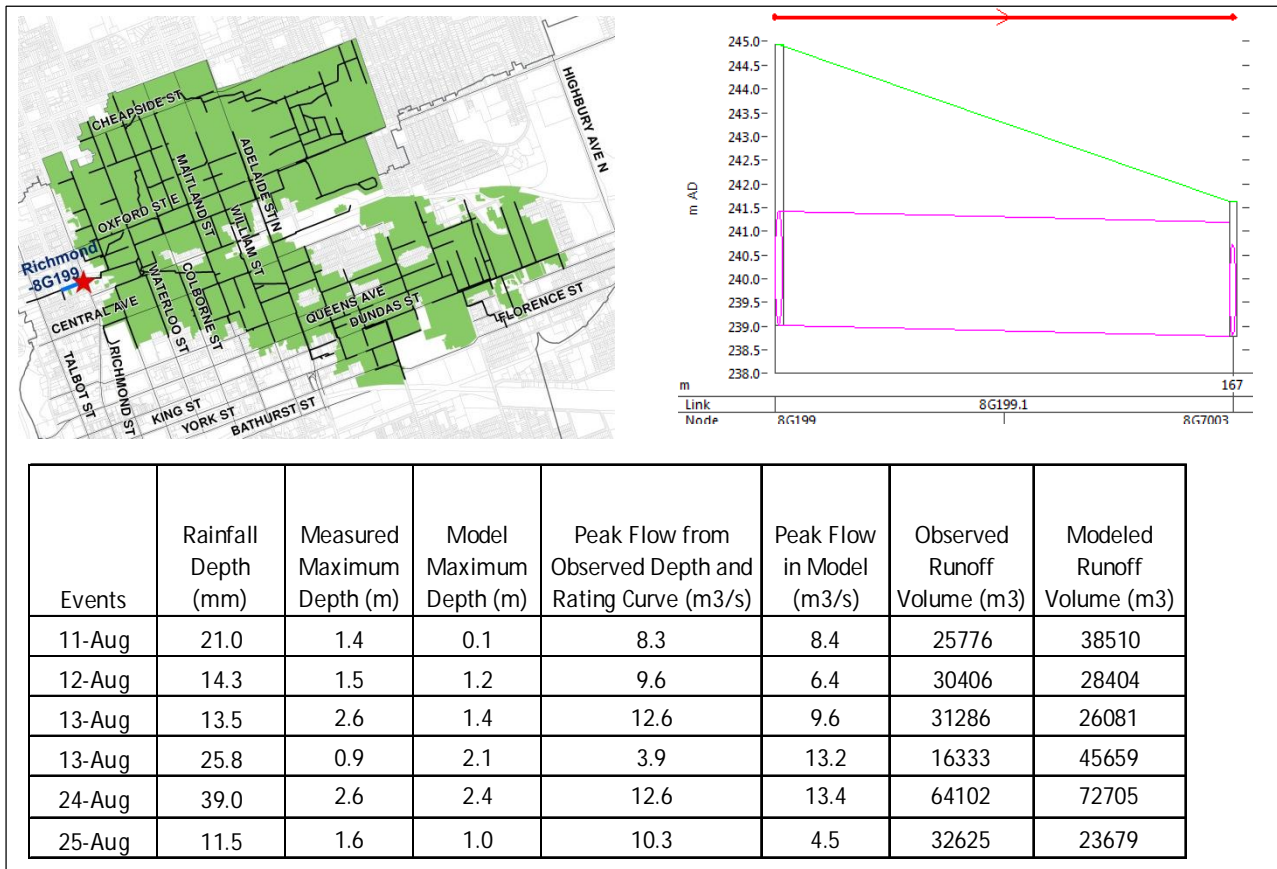 CHEAPSIDE ST
HIGHBURY AVE N
ADELAIDE ST N
MAITLAND ST
OXFORD ST E
WILLIAM ST
Richmond
-8G199
WATERLOO ST
COLBORNE ST
CENTRAL AVE
QUEENS AVE
DUNDAS ST
FLORENCE ST
TALBOT ST
RICHMOND ST
KING ST
YORK ST
BATHURST ST
245.0
244.5
244.0
243.5
243.0
242.5
242.0
241.5
241.0
240.5
240.0
239.5
239.0
238.5
238.0
m AD
m 167
Link 8G199.1
Node 8G199 8G7003
Rainfall Measured Model Peak Flow from Peak Flow Observed Modeled
Depth Maximum Maximum Observed Depth and in Model Runoff Runoff
Events (mm) Depth (m) Depth (m) Rating Curve (m3/s) (m3/s) Volume (m3) Volume (m3)
11-Aug 21.0 1.4 0.1 8.3 8.4 25776 38510
12-Aug 14.3 1.5 1.2 9.6 6.4 30406 28404
13-Aug 13.5 2.6 1.4 12.6 9.6 31286 26081
13-Aug 25.8 0.9 2.1 3.9 13.2 16333 45659
24-Aug 39.0 2.6 2.4 12.6 13.4 64102 72705
25-Aug 11.5 1.6 1.0 10.3 4.5 32625 23679